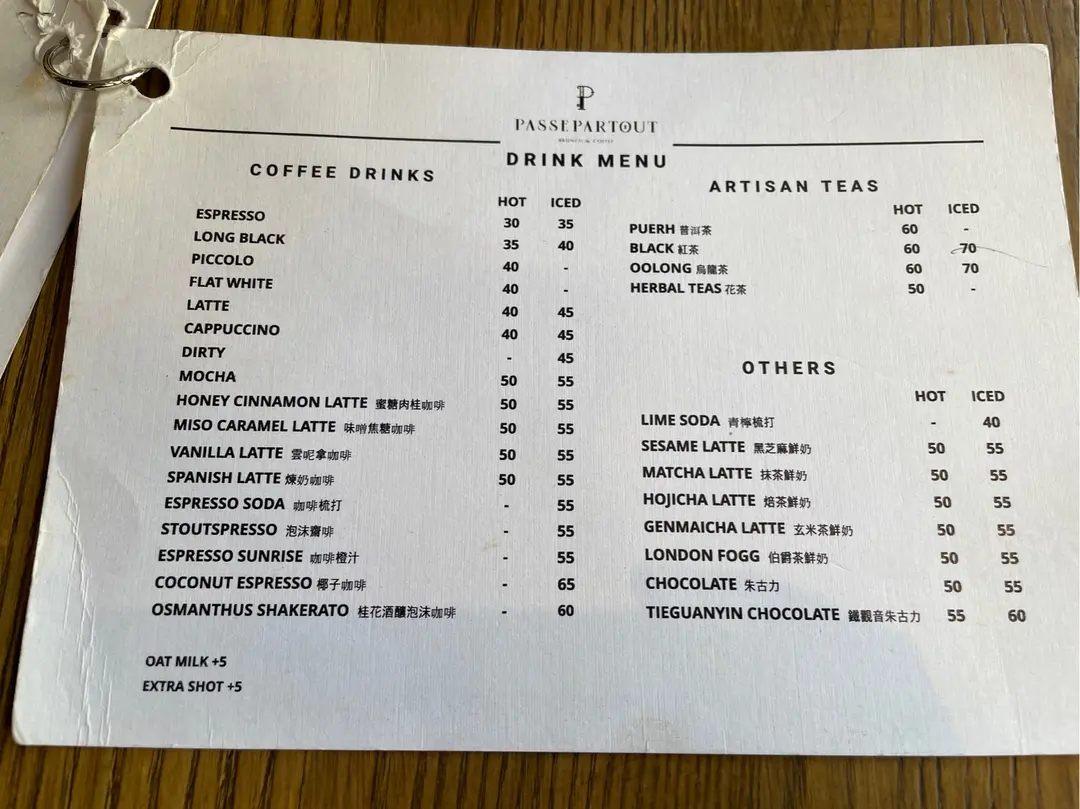 PASSEPARTOUT
BRUNCH & COFFEE
DRINK MENU
COFFEE DRINKS
HOT ICED
ESPRESSO 30 35
LONG BLACK 35 40
PICCOLO 40 -
FLAT WHITE 40 -
LATTE 40 45
CAPPUCCINO 40 45
DIRTY - 45
MOCHA 50 55
HONEY CINNAMON LATTE 蜜糖肉桂咖啡 50 55
MISO CARAMEL LATTE 味噌焦糖咖啡 50 55
VANILLA LATTE 雲呢拿咖啡 50 55
SPANISH LATTE 煉奶咖啡 50 55
ESPRESSO SODA 咖啡梳打 - 55
STOUTSPRESSO 泡沫齋啡 - 55
ESPRESSO SUNRISE 咖啡橙汁 - 55
COCONUT ESPRESSO 椰子咖啡 - 65
OSMANTHUS SHAKERATO 桂花酒釀泡沫咖啡 - 60
OAT MILK +5
EXTRA SHOT +5
ARTISAN TEAS
HOT ICED
PUERH 普洱茶 60 -
BLACK 紅茶 60 70
OOLONG 烏龍茶 60 70
HERBAL TEAS 花茶 50 -
OTHERS
HOT ICED
LIME SODA 青檸梳打 - 40
SESAME LATTE 黑芝麻鮮奶 50 55
MATCHA LATTE 抹茶鮮奶 50 55
HOJICHA LATTE 焙茶鮮奶 50 55
GENMAICHA LATTE 玄米茶鮮奶 50 55
LONDON FOGG 伯爵茶鮮奶 50 55
CHOCOLATE 朱古力 50 55
TIEGUANYIN CHOCOLATE 鐵觀音朱古力 55 60